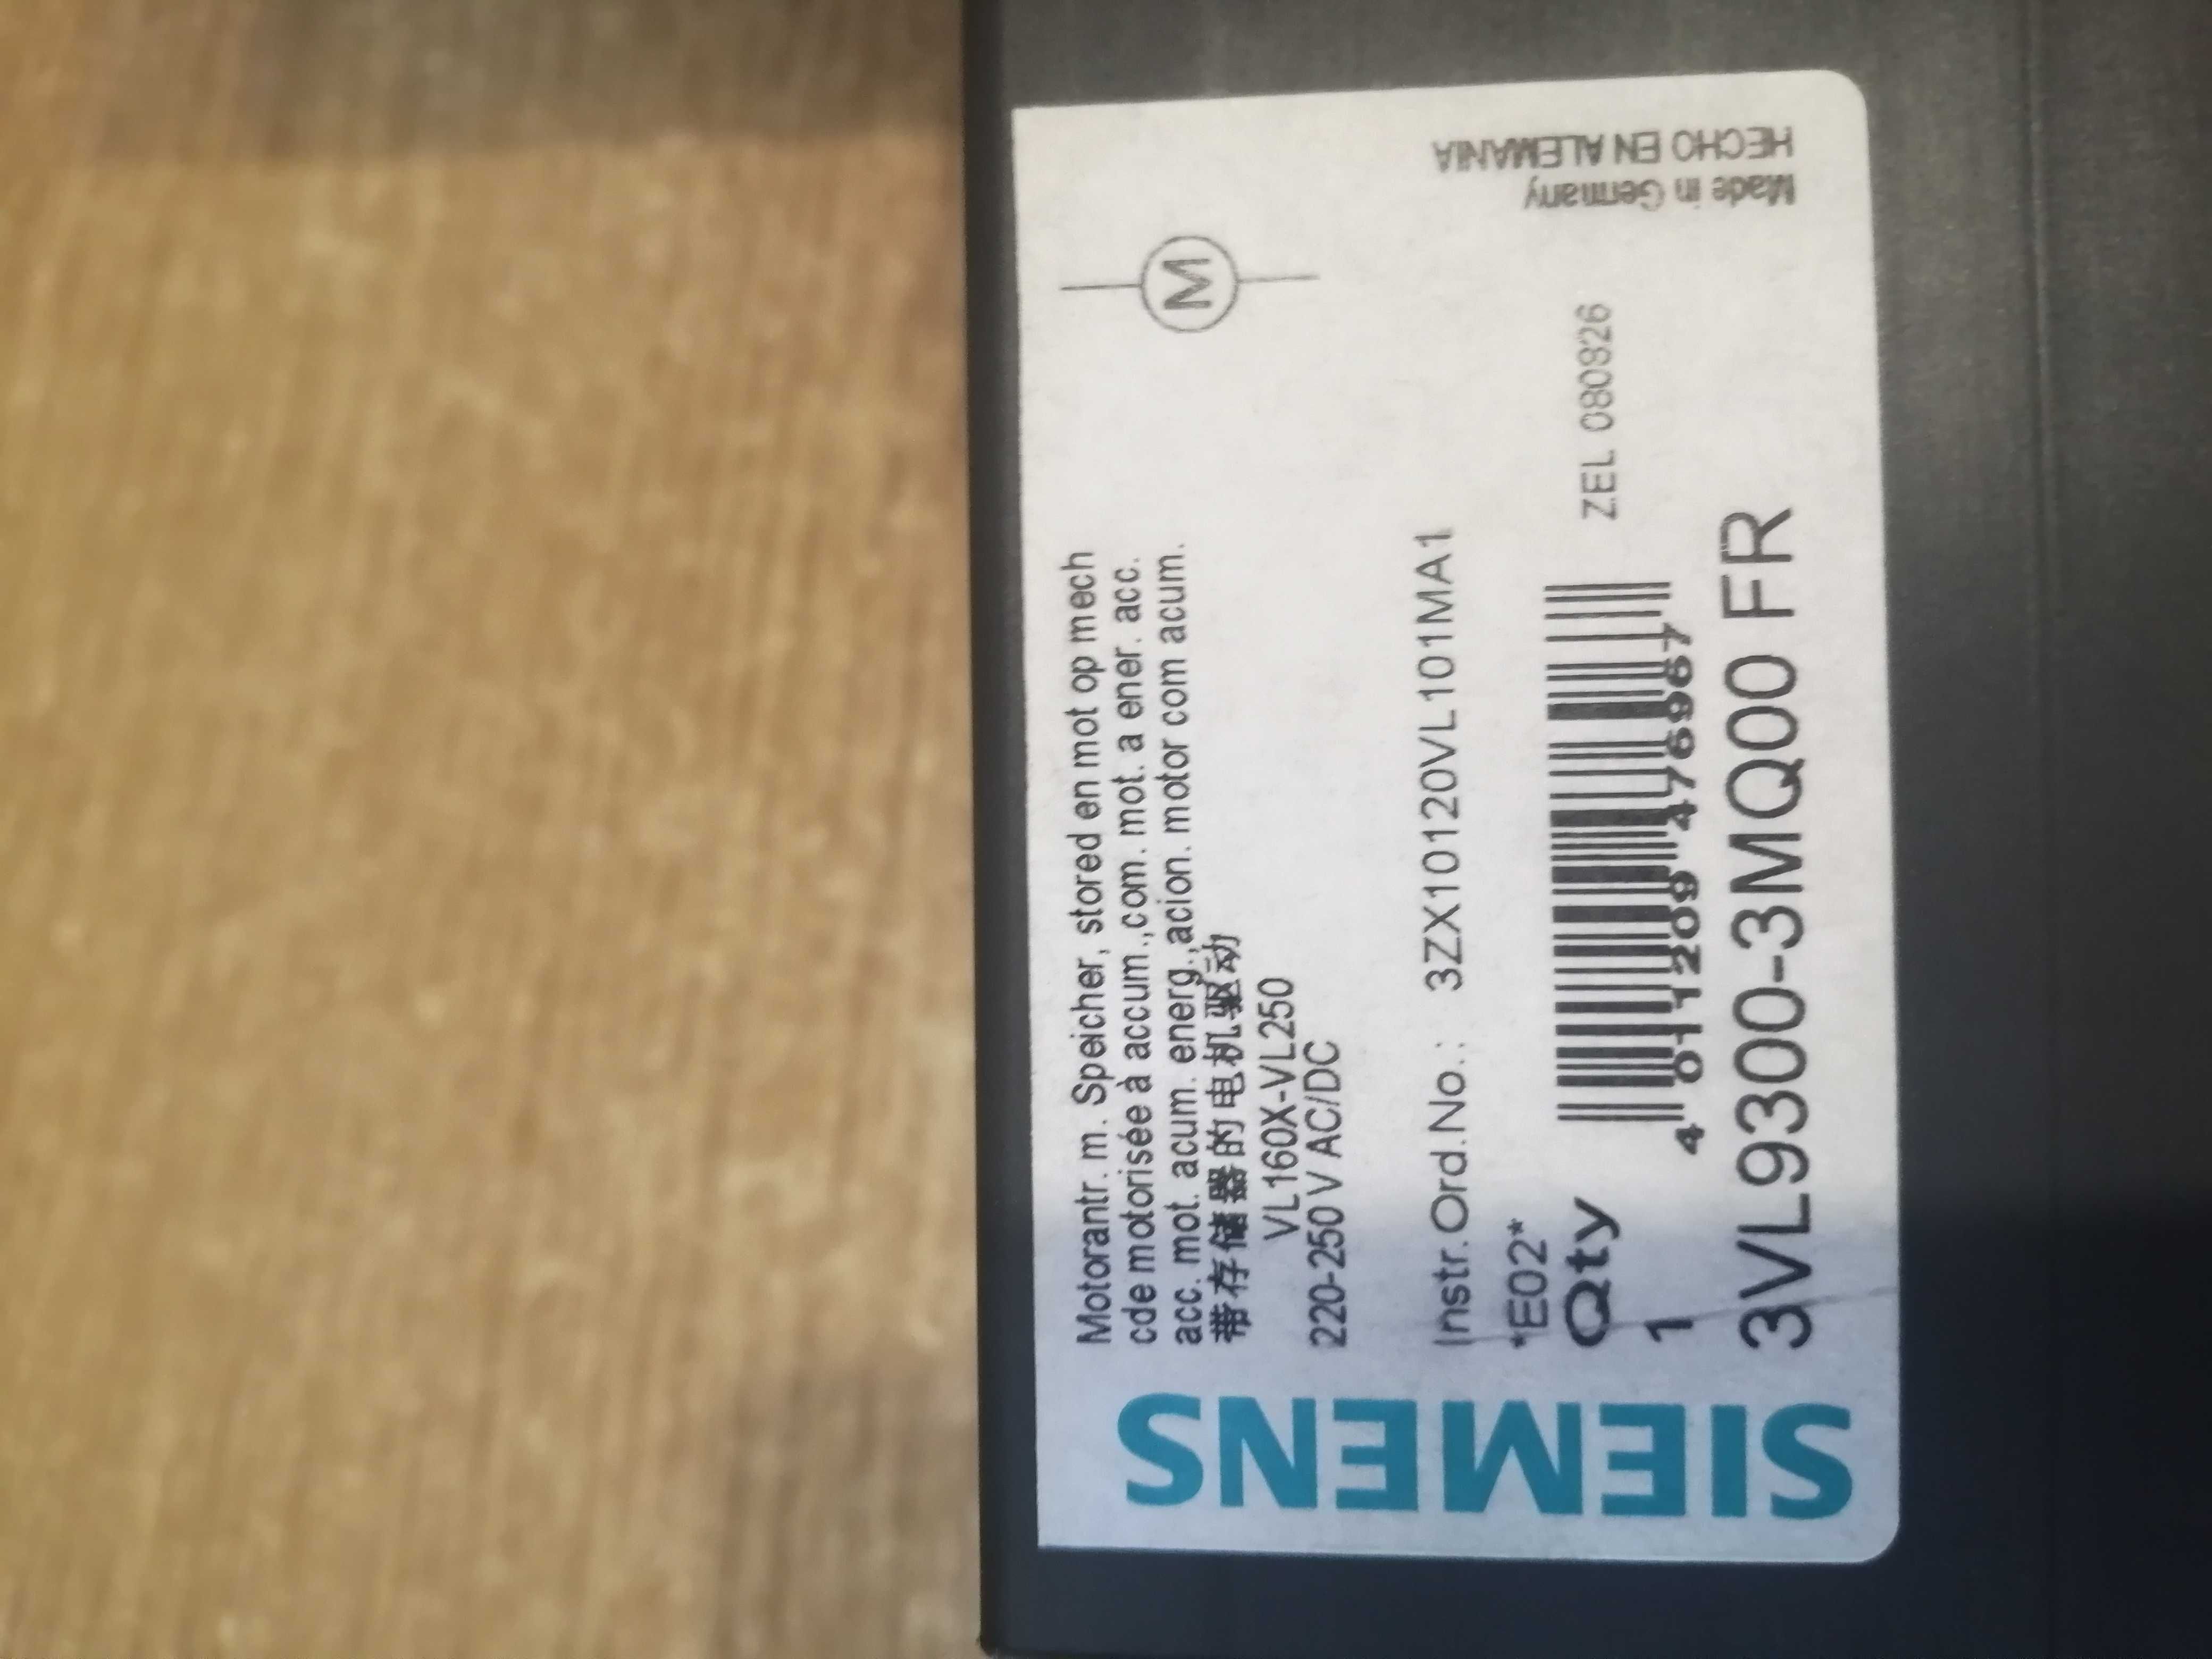 SIEMENS
Motorantr. m. Speicher, stored en mot op mech
cde motorisée à accum.,com. mot. a ener. acc.
acc. mot. acum. energ.,acion. motor com acum.
带存储器的电机驱动
VL160X-VL250
220-250 V AC/DC
M
Instr.Ord.No.: 3ZX10120VL101MA1
*E02*
Qty
1
4 011209 476967
ZEL 080826
3VL9300-3MQ00 FR
Made in Germany
HECHO EN ALEMANIA